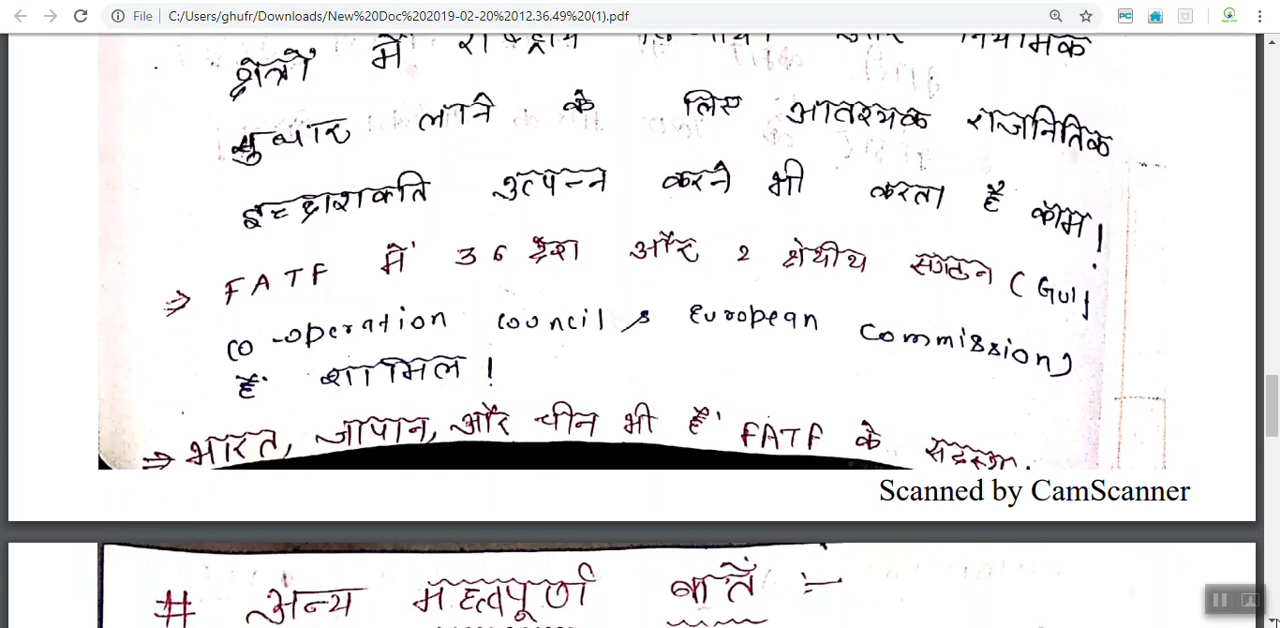 File | C:/Users/ghufr/Downloads/New%20Doc%202019-02-20%2012.36.49%20(1).pdf
क्षेत्रों में राष्ट्रीय नियामक
सुधार लाने के लिए आवश्यक राजनितिक
इच्छाशक्ति उत्पन्न करने भी करता है काम!
⇒ FATF में 36 देश और 2 क्षेत्रीय संगठन (Gulf
co-operation council, European Commission)
हैं शामिल!
⇒ भारत, जापान, और चीन भी हैं FATF के सदस्य.
Scanned by CamScanner
# अन्य महत्वपूर्ण बातें :-